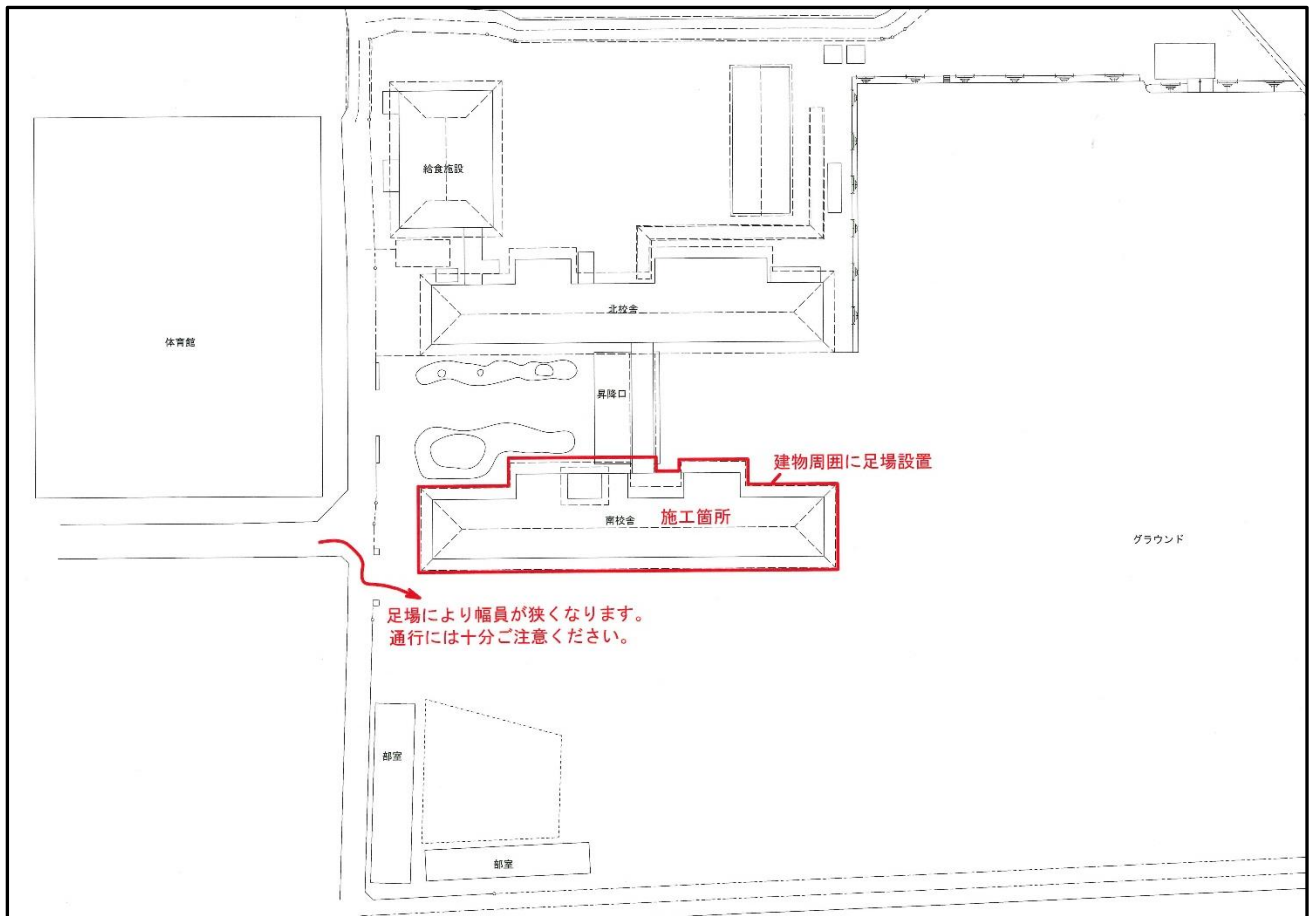 給食施設
北校舎
体育館
昇降口
建物周囲に足場設置
南校舎
施工箇所
グラウンド
足場により幅員が狭くなります。
通行には十分ご注意ください。
部室
部室